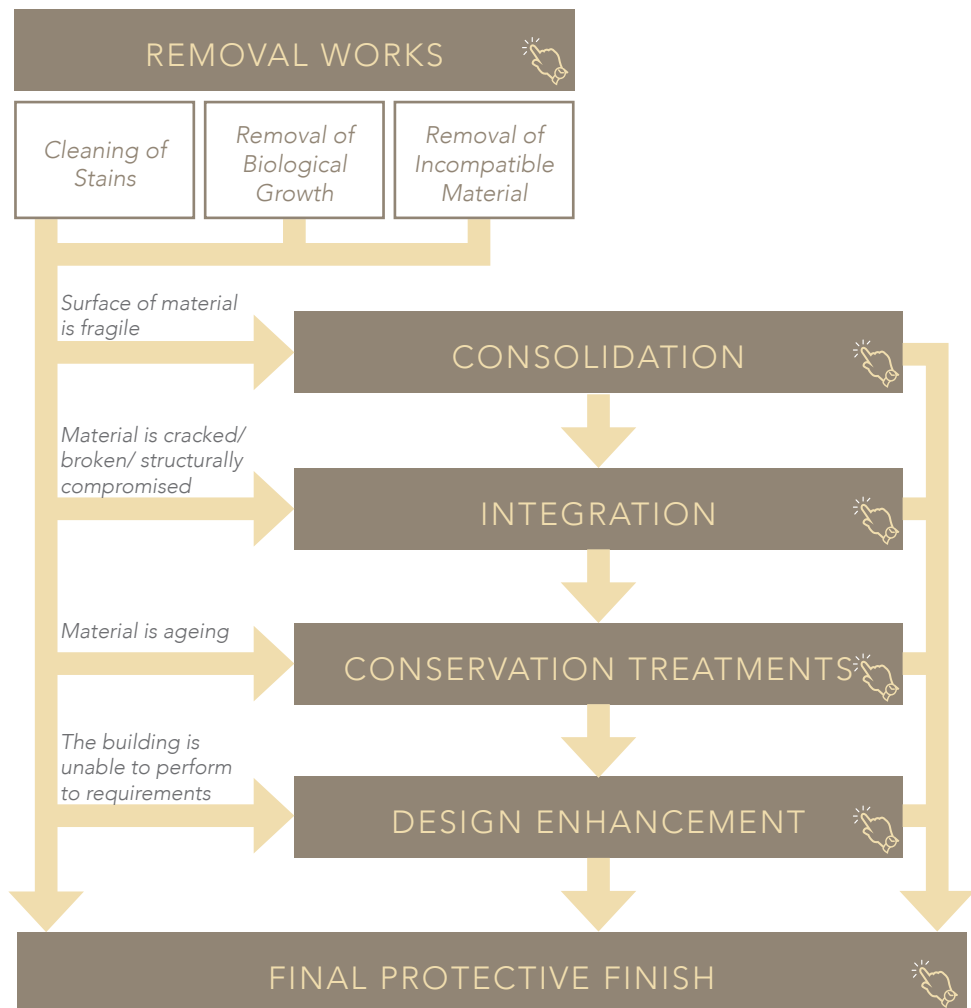 REMOVAL WORKS
Cleaning of
Stains
Removal of
Biological
Growth
Removal of
Incompatible
Material
Surface of material
is fragile
CONSOLIDATION
Material is cracked/
broken/ structurally
compromised
INTEGRATION
Material is ageing
CONSERVATION TREATMENTS
The building is
unable to perform
to requirements
DESIGN ENHANCEMENT
FINAL PROTECTIVE FINISH